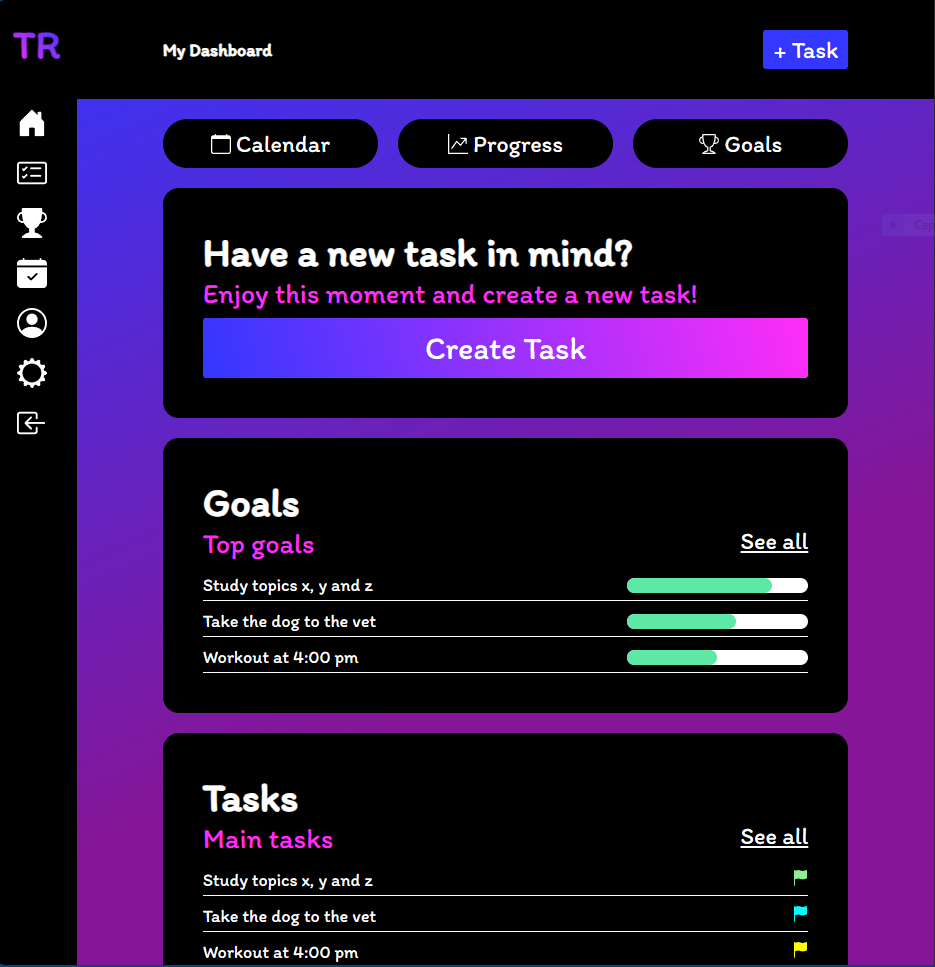 TR
My Dashboard
+ Task
Calendar
Progress
Goals
Have a new task in mind?
Enjoy this moment and create a new task!
Create Task
Goals
Top goals
See all
Study topics x, y and z
Take the dog to the vet
Workout at 4:00 pm
Tasks
Main tasks
See all
Study topics x, y and z
Take the dog to the vet
Workout at 4:00 pm